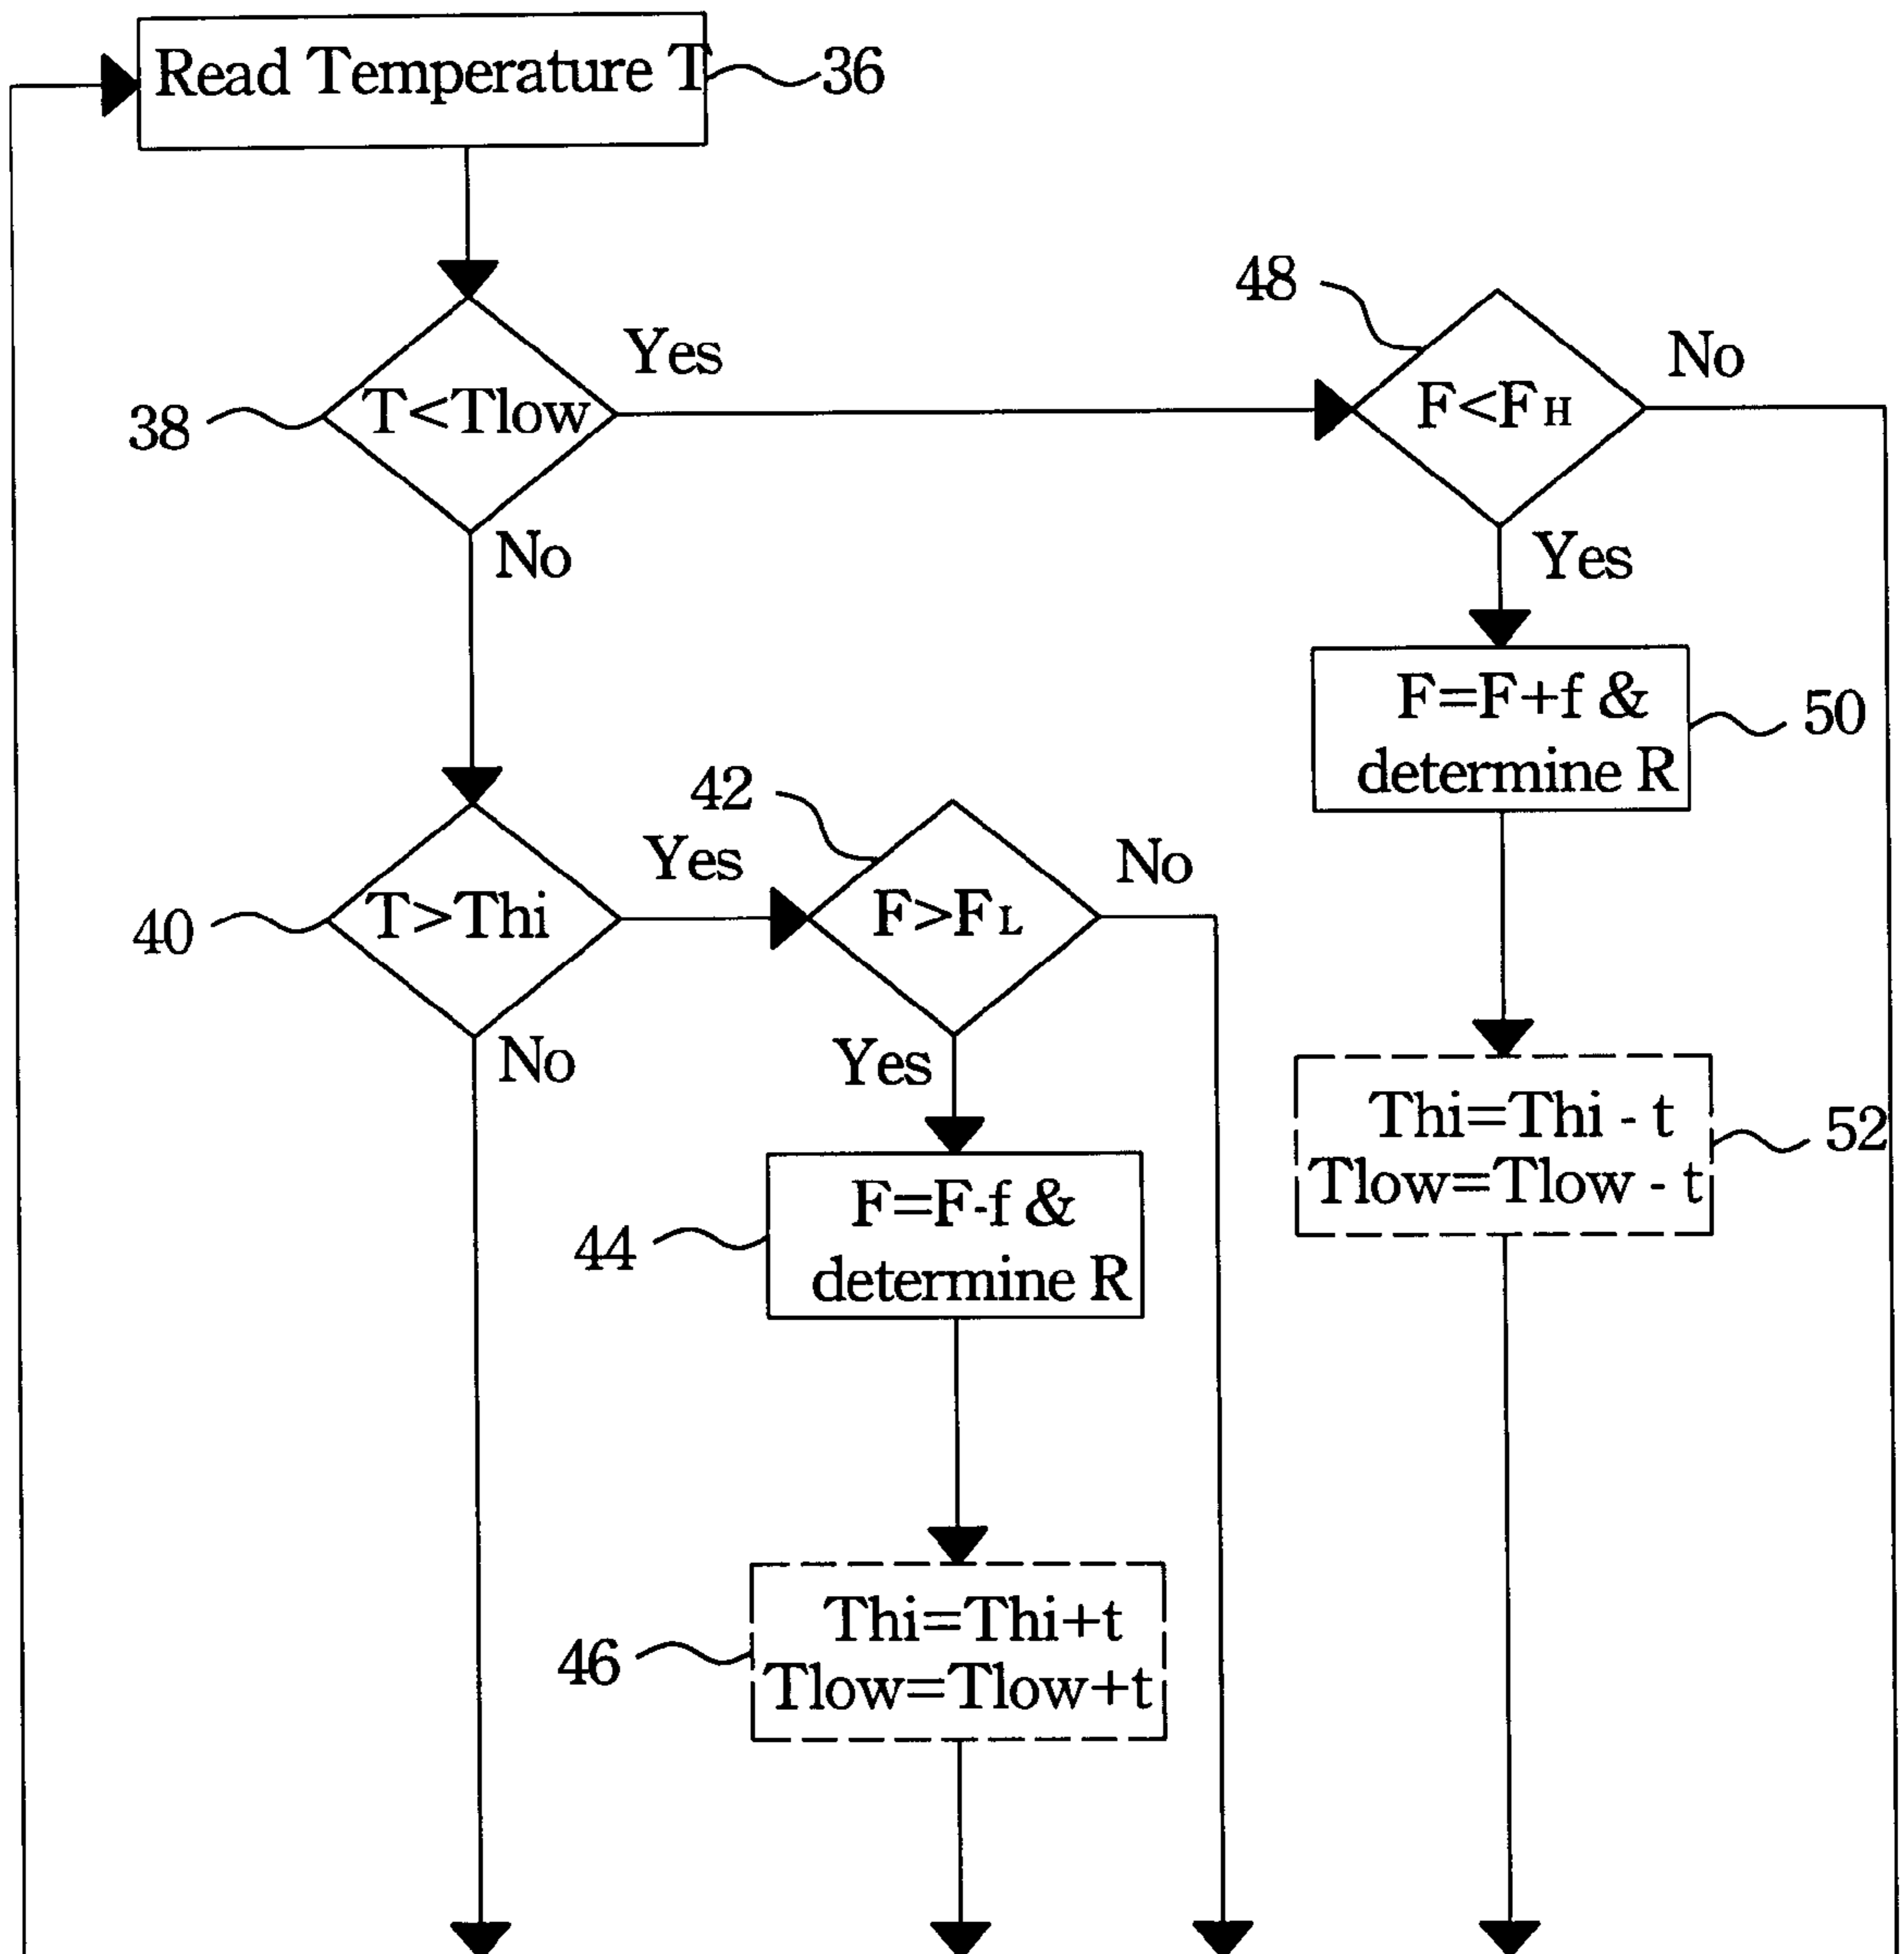 Read Temperature T
36
T<Tlow
38
Yes
No
48
F<FH
No
Yes
F=F+f &
determine R
50
Thi=Thi - t
Tlow=Tlow - t
52
T>Thi
40
Yes
No
42
F>FL
No
Yes
F=F-f &
determine R
44
Thi=Thi+t
Tlow=Tlow+t
46